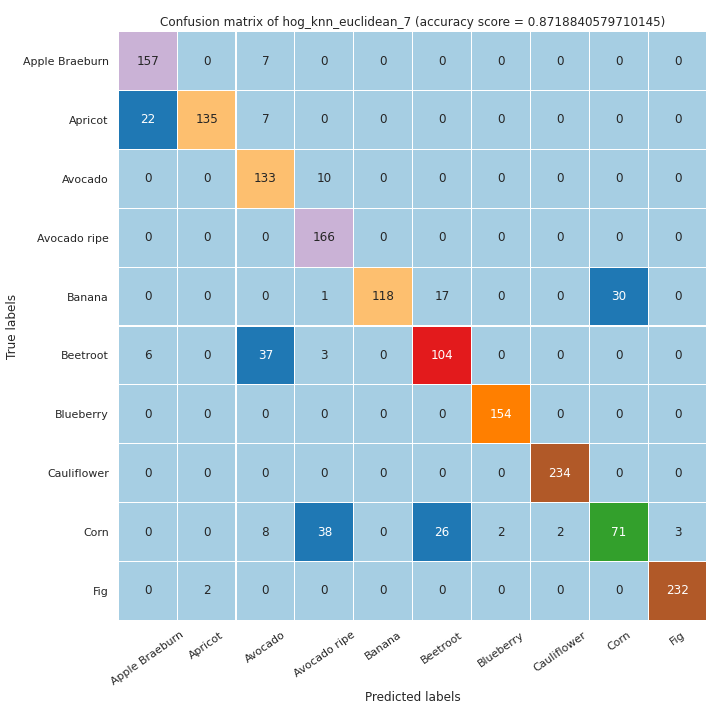 Confusion matrix of hog_knn_euclidean_7 (accuracy score = 0.8718840579710145)
True labels
Apple Braeburn 157 0 7 0 0 0 0 0 0 0
Apricot 22 135 7 0 0 0 0 0 0 0
Avocado 0 0 133 10 0 0 0 0 0 0
Avocado ripe 0 0 0 166 0 0 0 0 0 0
Banana 0 0 0 1 118 17 0 0 30 0
Beetroot 6 0 37 3 0 104 0 0 0 0
Blueberry 0 0 0 0 0 0 154 0 0 0
Cauliflower 0 0 0 0 0 0 0 234 0 0
Corn 0 0 8 38 0 26 2 2 71 3
Fig 0 2 0 0 0 0 0 0 0 232
Apple Braeburn Apricot Avocado Avocado ripe Banana Beetroot Blueberry Cauliflower Corn Fig
Predicted labels